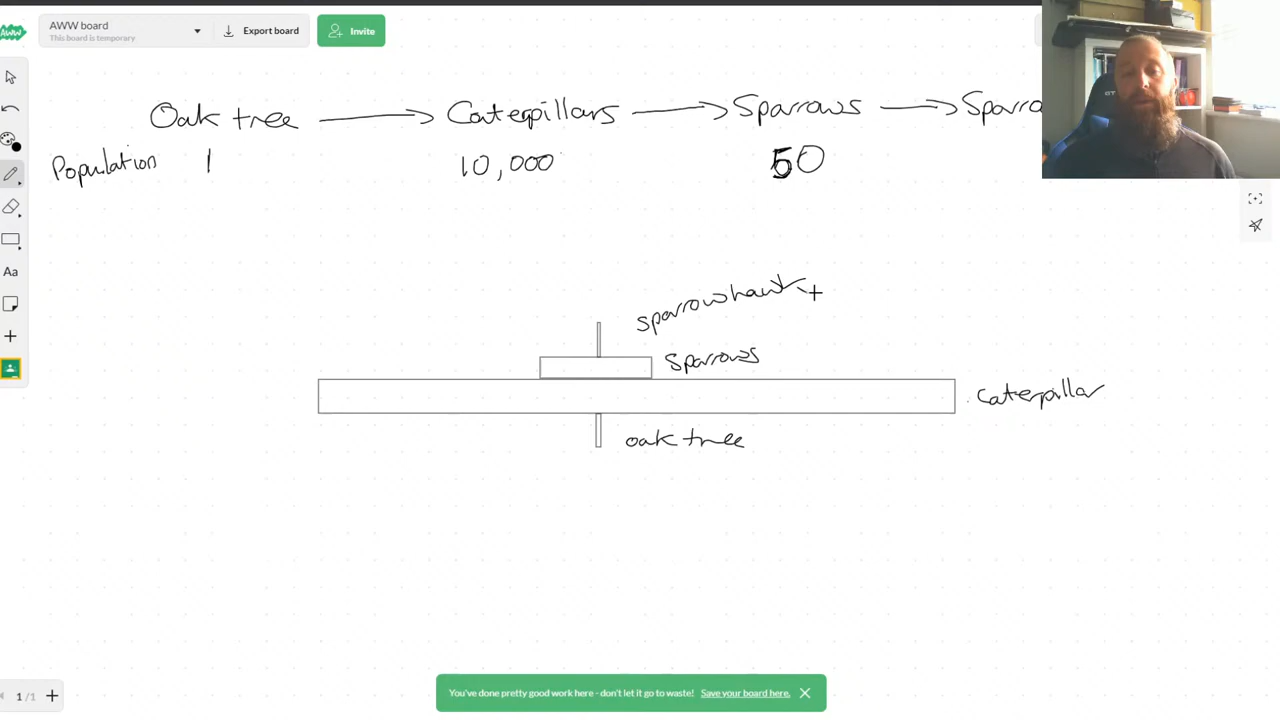 AWW board
This board is temporary
Export board
Invite
Oak tree → Caterpillars → Sparrows → Sparro
Population 1 10,000 50
sparrowhawk
sparrows
caterpillar
oak tree
Aa
1/1
You've done pretty good work here - don't let it go to waste! Save your board here.